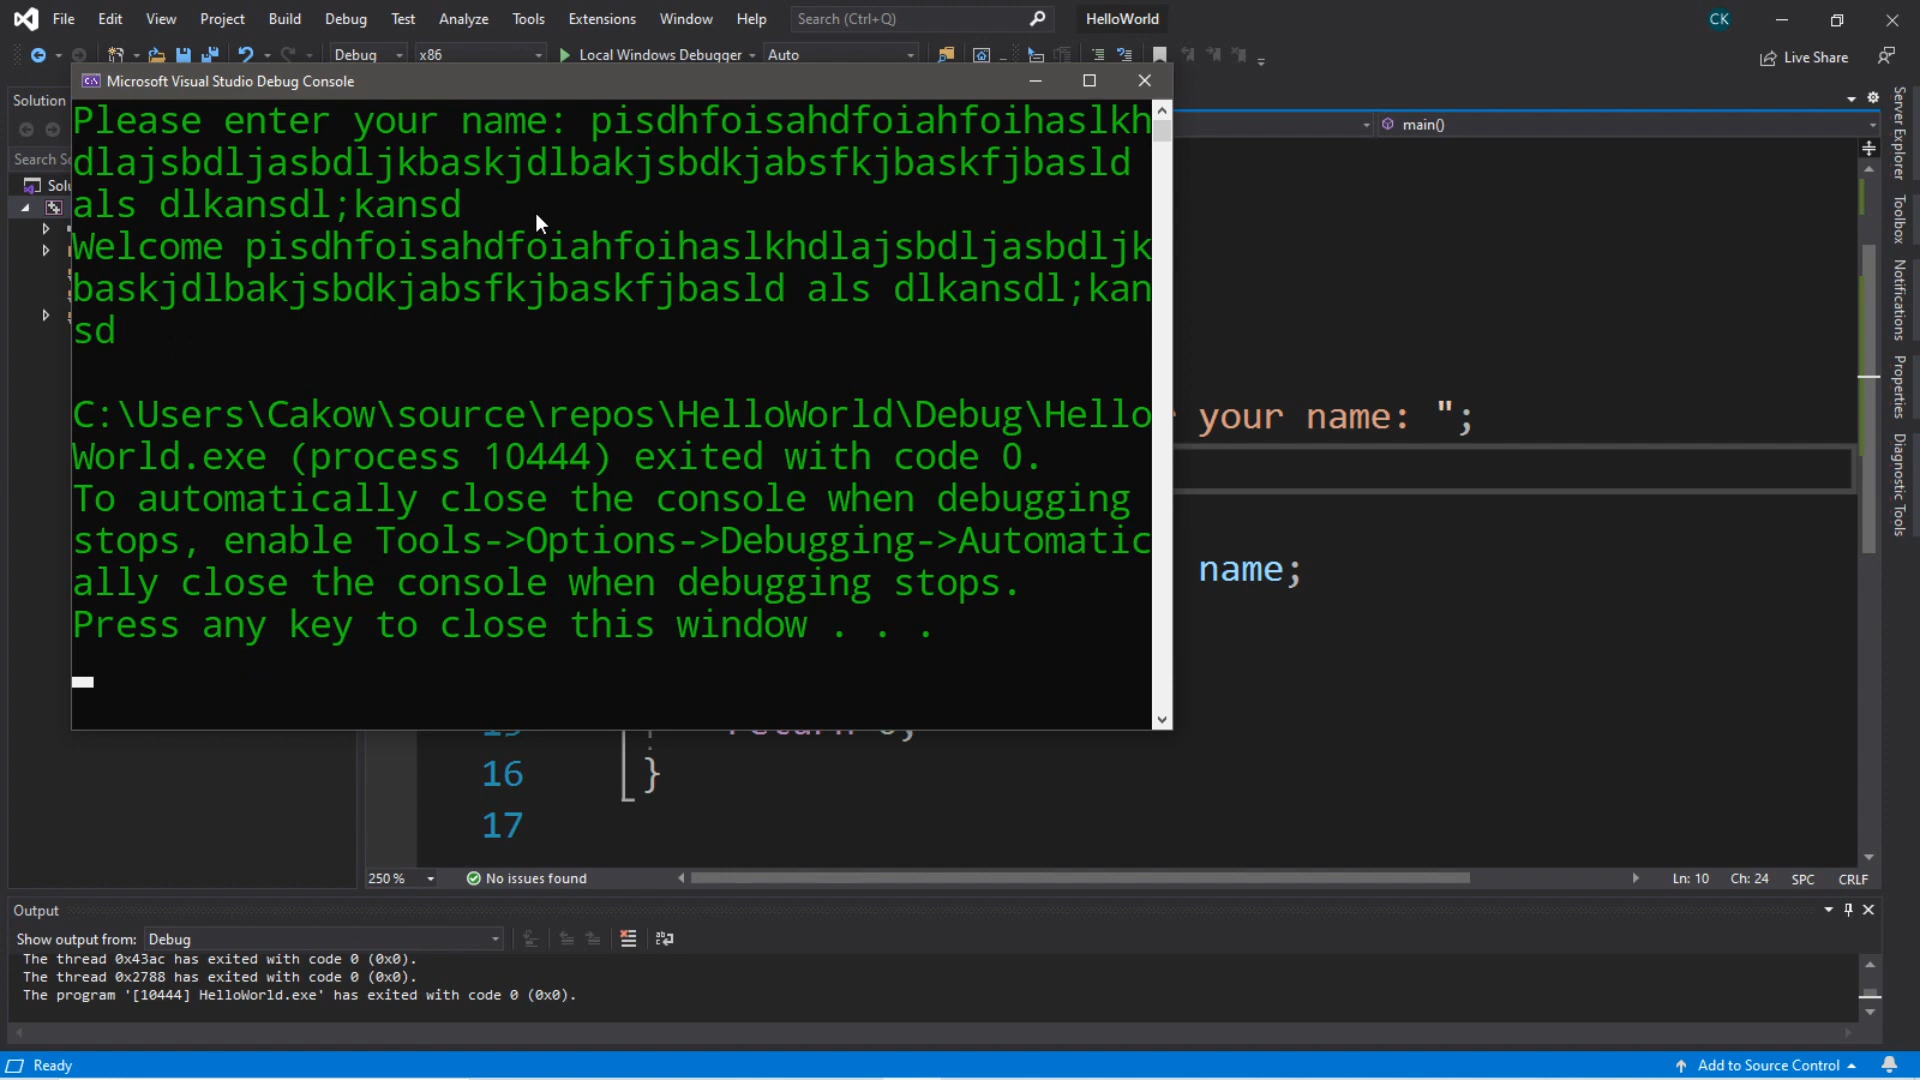 File Edit View Project Build Debug Test Analyze Tools Extensions Window Help Search (Ctrl+Q) HelloWorld CK
Debug x86 Local Windows Debugger Auto Live Share
Microsoft Visual Studio Debug Console
Solution
main()
Search So
Solu
Please enter your name: pisdhfoisahdfoiahfoihaslkh
dlajsbdljasbdljkbaskjdlbakjsbdkjabsfkjbaskfjbasld
als dlkansdl;kansd
Welcome pisdhfoisahdfoiahfoihaslkhdlajsbdljasbdljk
baskjdlbakjsbdkjabsfkjbaskfjbasld als dlkansdl;kan
sd
C:\Users\Cakow\source\repos\HelloWorld\Debug\Hello
World.exe (process 10444) exited with code 0.
To automatically close the console when debugging
stops, enable Tools->Options->Debugging->Automatic
ally close the console when debugging stops.
Press any key to close this window . . .
your name: ";
name;
16 }
17
Server Explorer
Toolbox
Notifications
Properties
Diagnostic Tools
250 % No issues found Ln: 10 Ch: 24 SPC CRLF
Output
Show output from: Debug
The thread 0x43ac has exited with code 0 (0x0).
The thread 0x2788 has exited with code 0 (0x0).
The program '[10444] HelloWorld.exe' has exited with code 0 (0x0).
Ready Add to Source Control